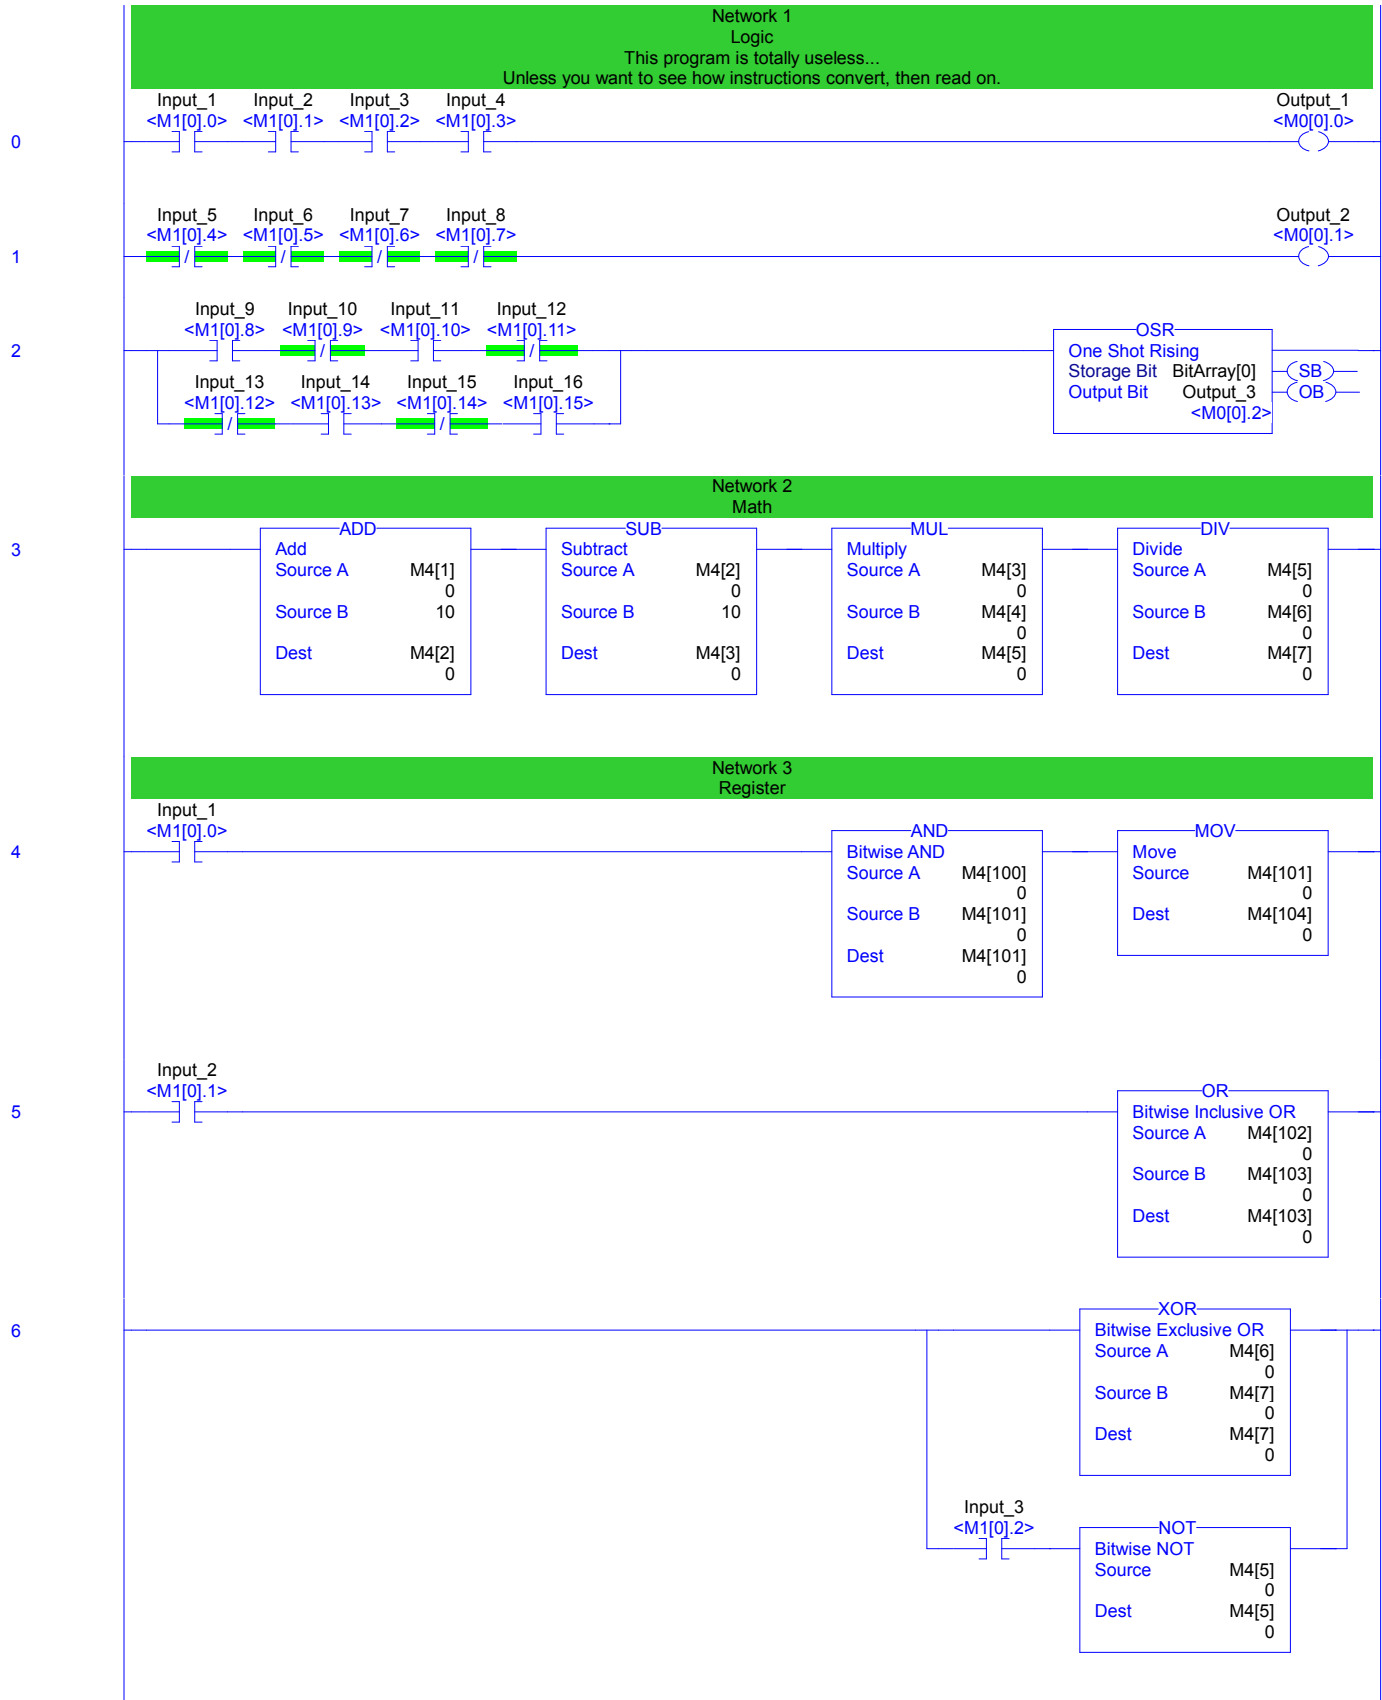 Network 1
Logic
This program is totally useless...
Unless you want to see how instructions convert, then read on.
Input_1 Input_2 Input_3 Input_4 Output_1
<M1[0].0> <M1[0].1> <M1[0].2> <M1[0].3> <M0[0].0>
0
Input_5 Input_6 Input_7 Input_8 Output_2
<M1[0].4> <M1[0].5> <M1[0].6> <M1[0].7> <M0[0].1>
1 / / / /
Input_9 Input_10 Input_11 Input_12
<M1[0].8> <M1[0].9> <M1[0].10> <M1[0].11> OSR
2 / / One Shot Rising
Storage Bit BitArray[0] SB
Input_13 Input_14 Input_15 Input_16 Output Bit Output_3 OB
<M1[0].12> <M1[0].13> <M1[0].14> <M1[0].15> <M0[0].2>
/ /
Network 2
Math
ADD SUB MUL DIV
3 Add Subtract Multiply Divide
Source A M4[1] Source A M4[2] Source A M4[3] Source A M4[5]
0 0 0 0
Source B 10 Source B 10 Source B M4[4] Source B M4[6]
0 0
Dest M4[2] Dest M4[3] Dest M4[5] Dest M4[7]
0 0 0 0
Network 3
Register
Input_1
<M1[0].0> AND MOV
4 Bitwise AND Move
Source A M4[100] Source M4[101]
0 0
Source B M4[101] Dest M4[104]
0 0
Dest M4[101]
0
Input_2
<M1[0].1> OR
5 Bitwise Inclusive OR
Source A M4[102]
0
Source B M4[103]
0
Dest M4[103]
0
XOR
6 Bitwise Exclusive OR
Source A M4[6]
0
Source B M4[7]
0
Dest M4[7]
0
Input_3
<M1[0].2> NOT
Bitwise NOT
Source M4[5]
0
Dest M4[5]
0